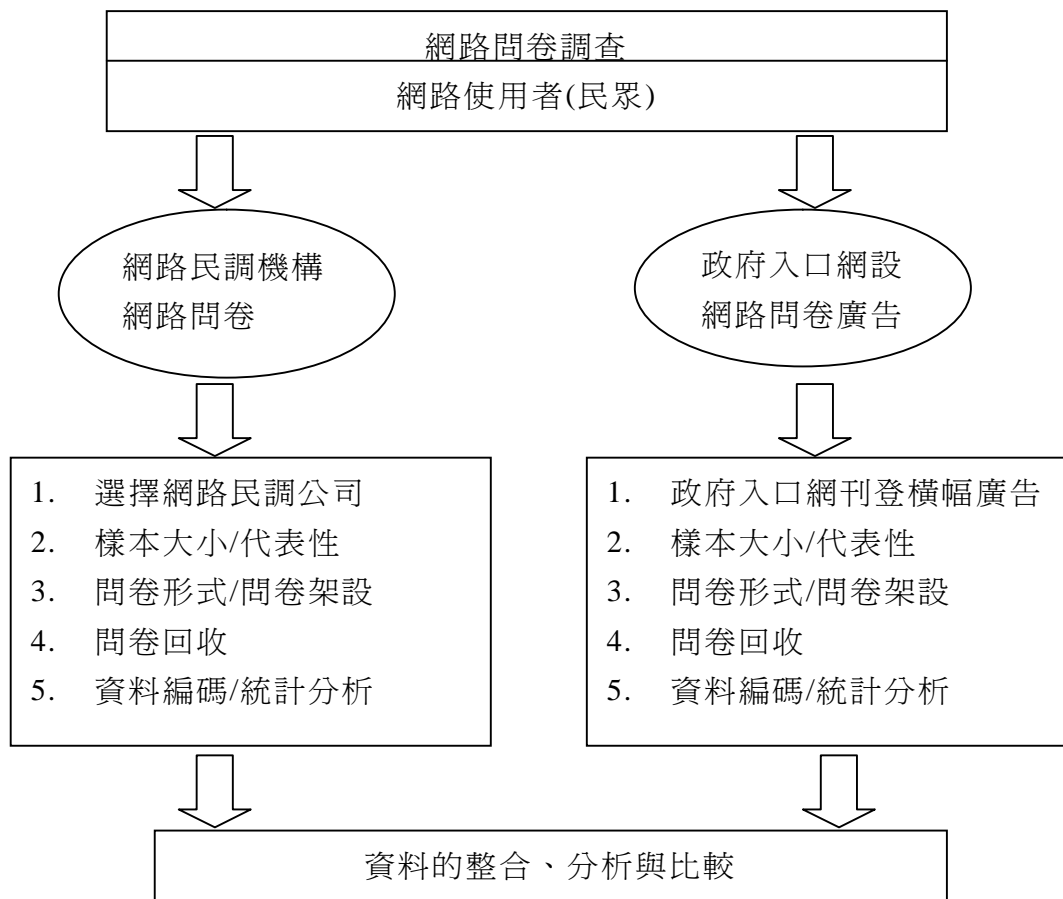 網路問卷調查
網路使用者(民眾)
網路民調機構
網路問卷
政府入口網設
網路問卷廣告
1. 選擇網路民調公司
2. 樣本大小/代表性
3. 問卷形式/問卷架設
4. 問卷回收
5. 資料編碼/統計分析
1. 政府入口網刊登橫幅廣告
2. 樣本大小/代表性
3. 問卷形式/問卷架設
4. 問卷回收
5. 資料編碼/統計分析
資料的整合、分析與比較